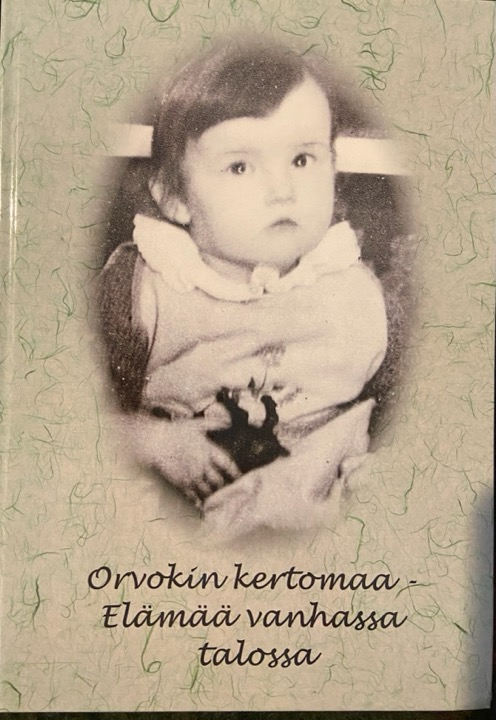 Orvokin kertomaa -
Elämää vanhassa
talossa